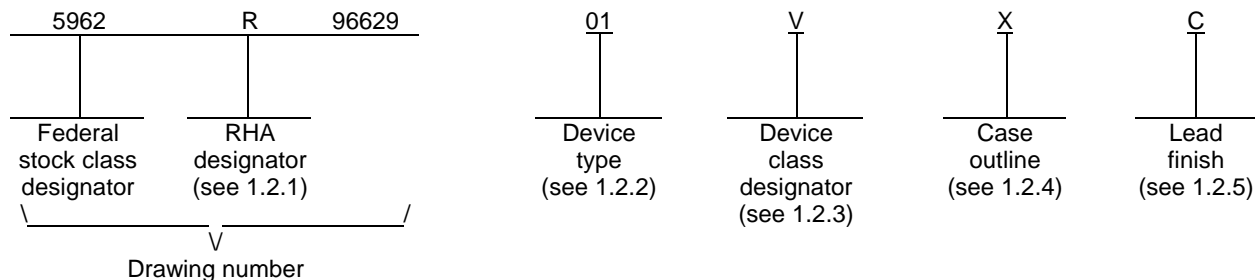 5962 R 96629 01 V X C
Federal stock class designator
RHA designator (see 1.2.1)
Device type (see 1.2.2)
Device class designator (see 1.2.3)
Case outline (see 1.2.4)
Lead finish (see 1.2.5)
\ /
\/
Drawing number